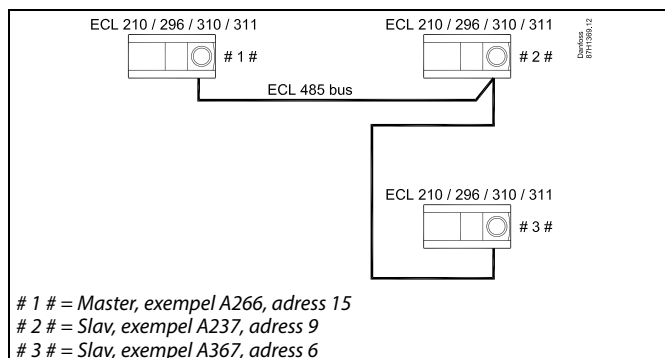 ECL 210 / 296 / 310 / 311
# 1 #
ECL 210 / 296 / 310 / 311
# 2 #
Danfoss
87H1369.12
ECL 485 bus
ECL 210 / 296 / 310 / 311
# 3 #
# 1 # = Master, exempel A266, adress 15
# 2 # = Slav, exempel A237, adress 9
# 3 # = Slav, exempel A367, adress 6